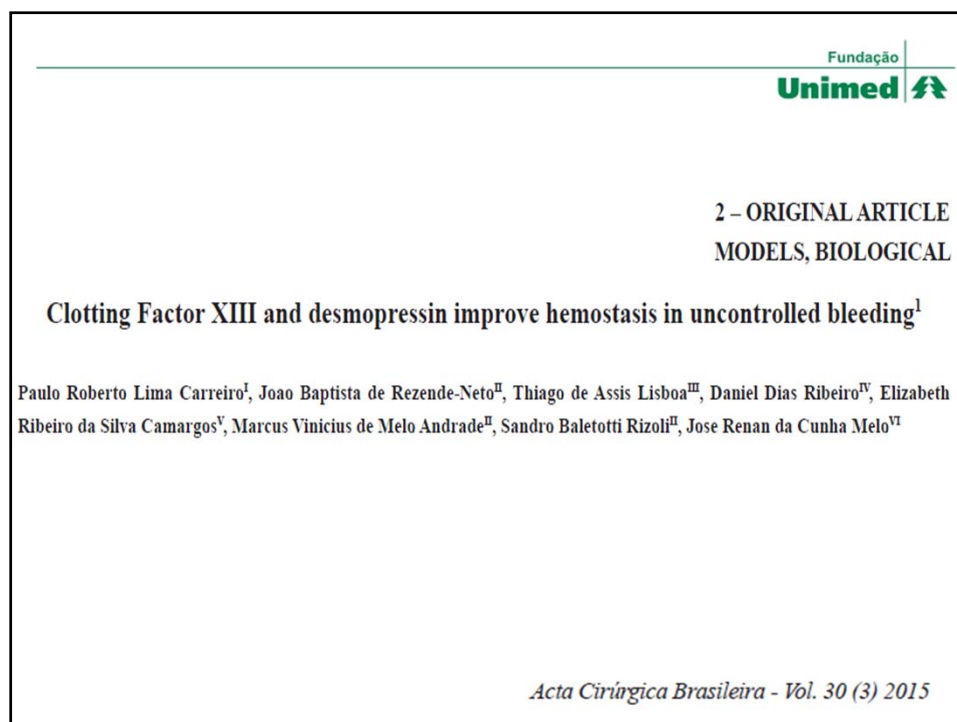 Fundação
Unimed
2 – ORIGINAL ARTICLE
MODELS, BIOLOGICAL
Clotting Factor XIII and desmopressin improve hemostasis in uncontrolled bleeding¹
Paulo Roberto Lima Carreiroᴵ, Joao Baptista de Rezende-Netoᴵᴵ, Thiago de Assis Lisboaᴵᴵᴵ, Daniel Dias Ribeiroᴵⱽ, Elizabeth
Ribeiro da Silva Camargosⱽ, Marcus Vinicius de Melo Andradeᴵᴵ, Sandro Baletotti Rizoliᴵᴵ, Jose Renan da Cunha Meloⱽᴵ
Acta Cirúrgica Brasileira - Vol. 30 (3) 2015